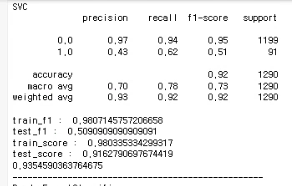 SVC
precision recall f1-score support
0,0 0,97 0,94 0,95 1199
1,0 0,43 0,62 0,51 91
accuracy 0,92 1290
macro avg 0,70 0,78 0,73 1290
weighted avg 0,93 0,92 0,92 1290
train_f1 : 0,9807145757206658
test_f1 : 0,5090909090909091
train_score : 0,980335334299317
test_score : 0,9162790697674419
0,9354590363764675
------------------------------------------------------